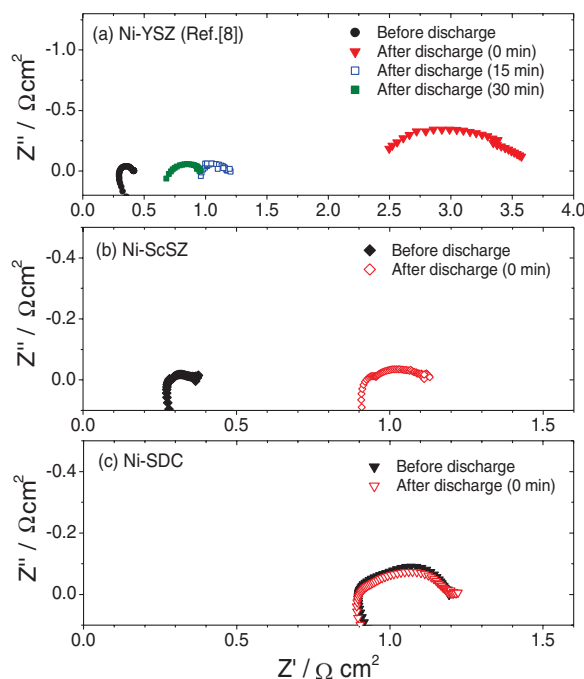 (a) Ni-YSZ (Ref.[8])
Before discharge
After discharge (0 min)
After discharge (15 min)
After discharge (30 min)
-1.0
-0.5
0.0
Z'' / Ω cm²
0.0 0.5 1.0 1.5 2.0 2.5 3.0 3.5 4.0
(b) Ni-ScSZ
Before discharge
After discharge (0 min)
-0.4
-0.2
0.0
Z'' / Ω cm²
0.0 0.5 1.0 1.5
(c) Ni-SDC
Before discharge
After discharge (0 min)
-0.4
-0.2
0.0
Z'' / Ω cm²
0.0 0.5 1.0 1.5
Z' / Ω cm²